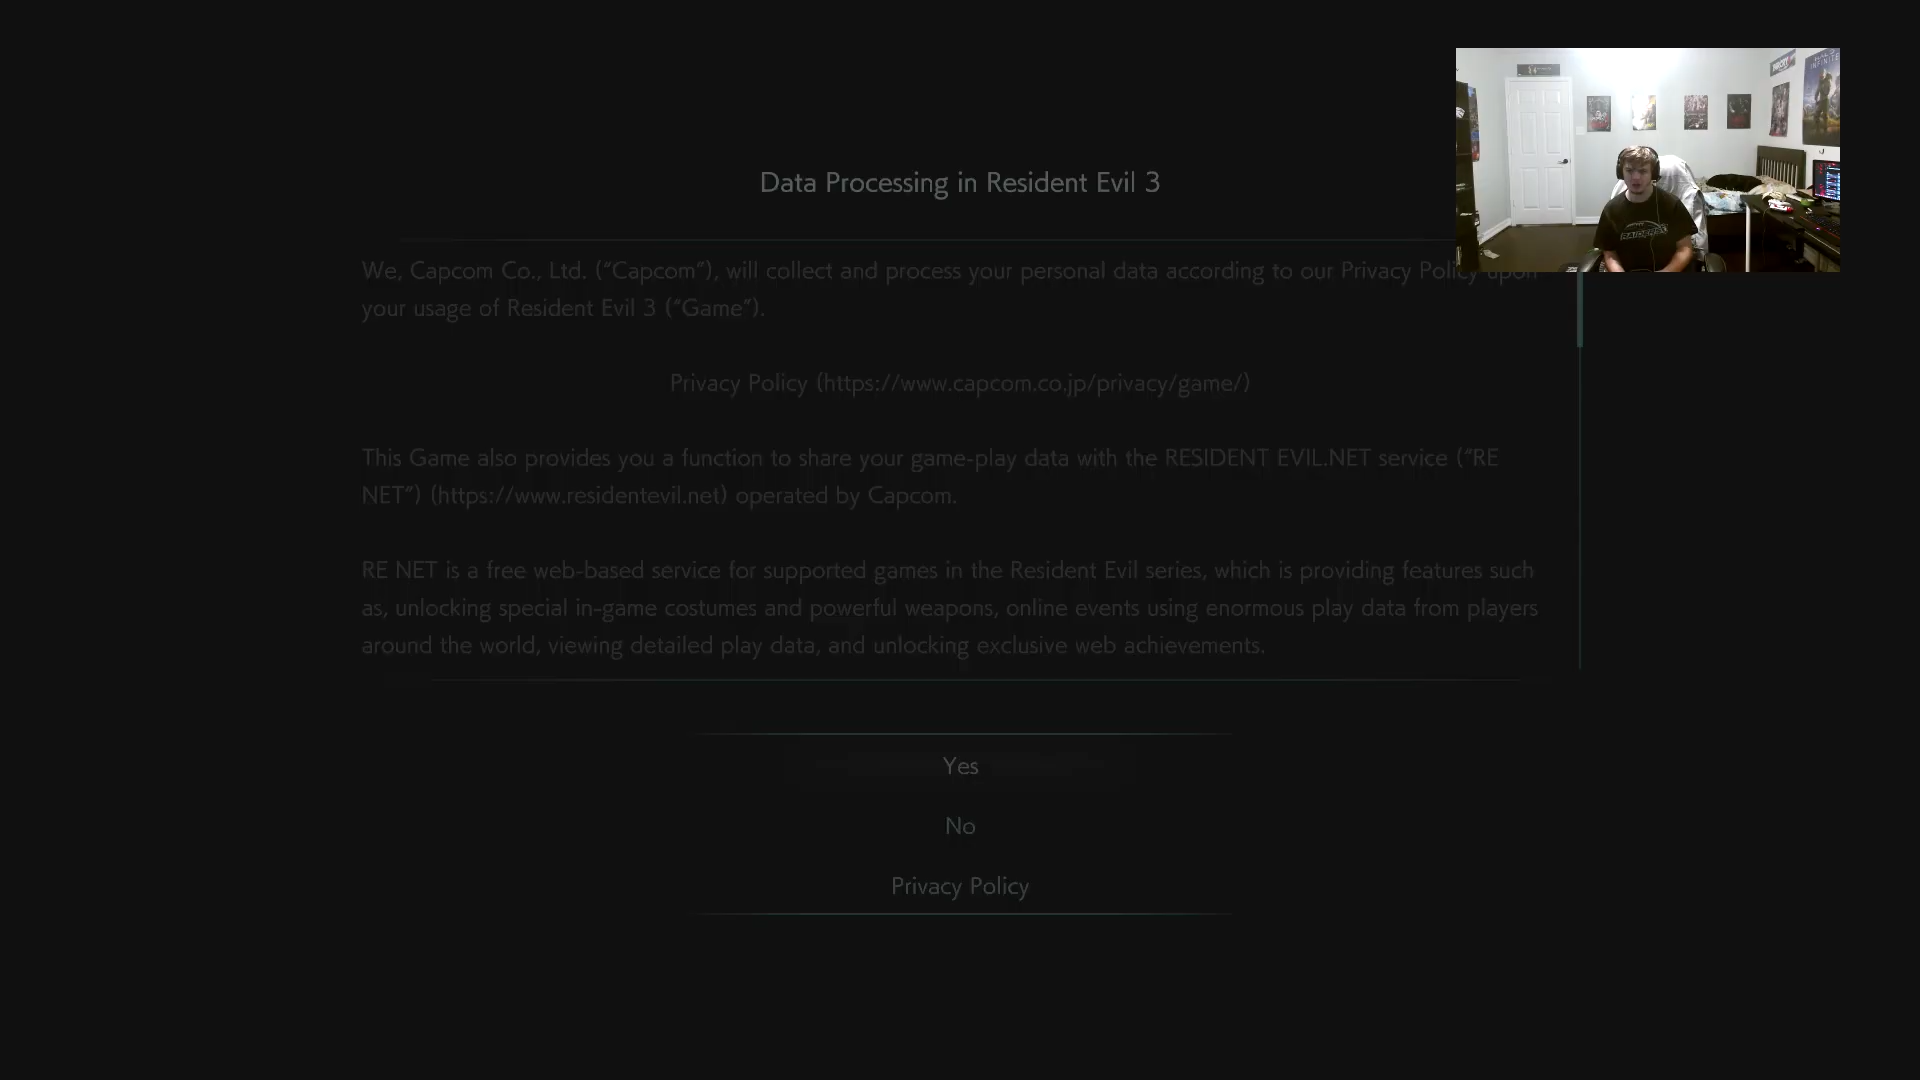 Data Processing in Resident Evil 3
We, Capcom Co., Ltd. (“Capcom”), will collect and process your personal data according to our Privacy Policy upon
your usage of Resident Evil 3 (“Game”).
Privacy Policy (https://www.capcom.co.jp/privacy/game/)
This Game also provides you a function to share your game-play data with the RESIDENT EVIL.NET service (“RE
NET”) (https://www.residentevil.net) operated by Capcom.
RE NET is a free web-based service for supported games in the Resident Evil series, which is providing features such
as, unlocking special in-game costumes and powerful weapons, online events using enormous play data from players
around the world, viewing detailed play data, and unlocking exclusive web achievements.
Yes
No
Privacy Policy
INFINITE
RAIDERS